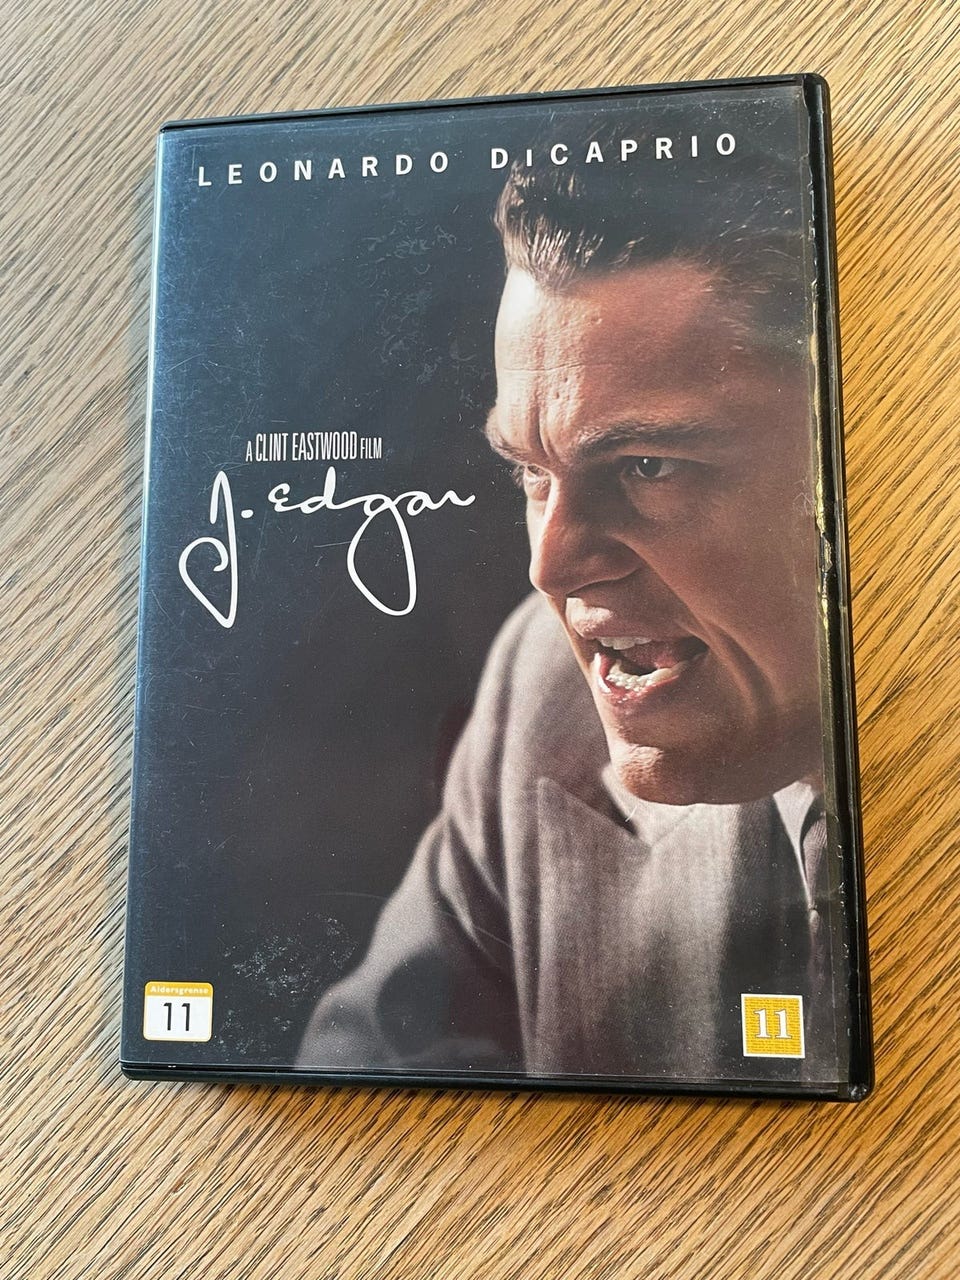 LEONARDO DICAPRIO
A CLINT EASTWOOD FILM
J. Edgar
Aldersgrense
11
11